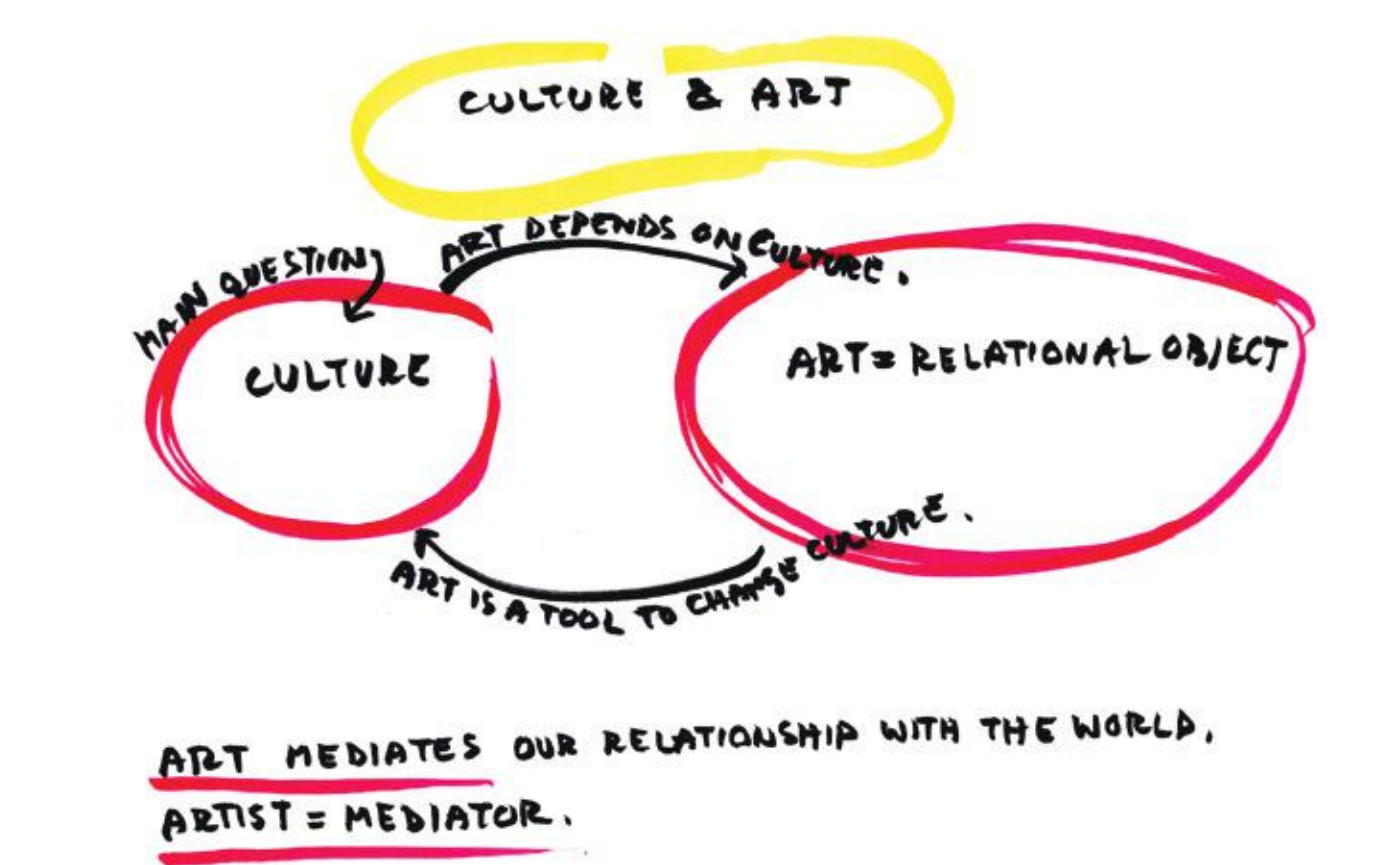 CULTURE & ART
ART DEPENDS ON CULTURE.
MAIN QUESTION
CULTURE
ART = RELATIONAL OBJECT
ART IS A TOOL TO CHANGE CULTURE.
ART MEDIATES OUR RELATIONSHIP WITH THE WORLD.
ARTIST = MEDIATOR.